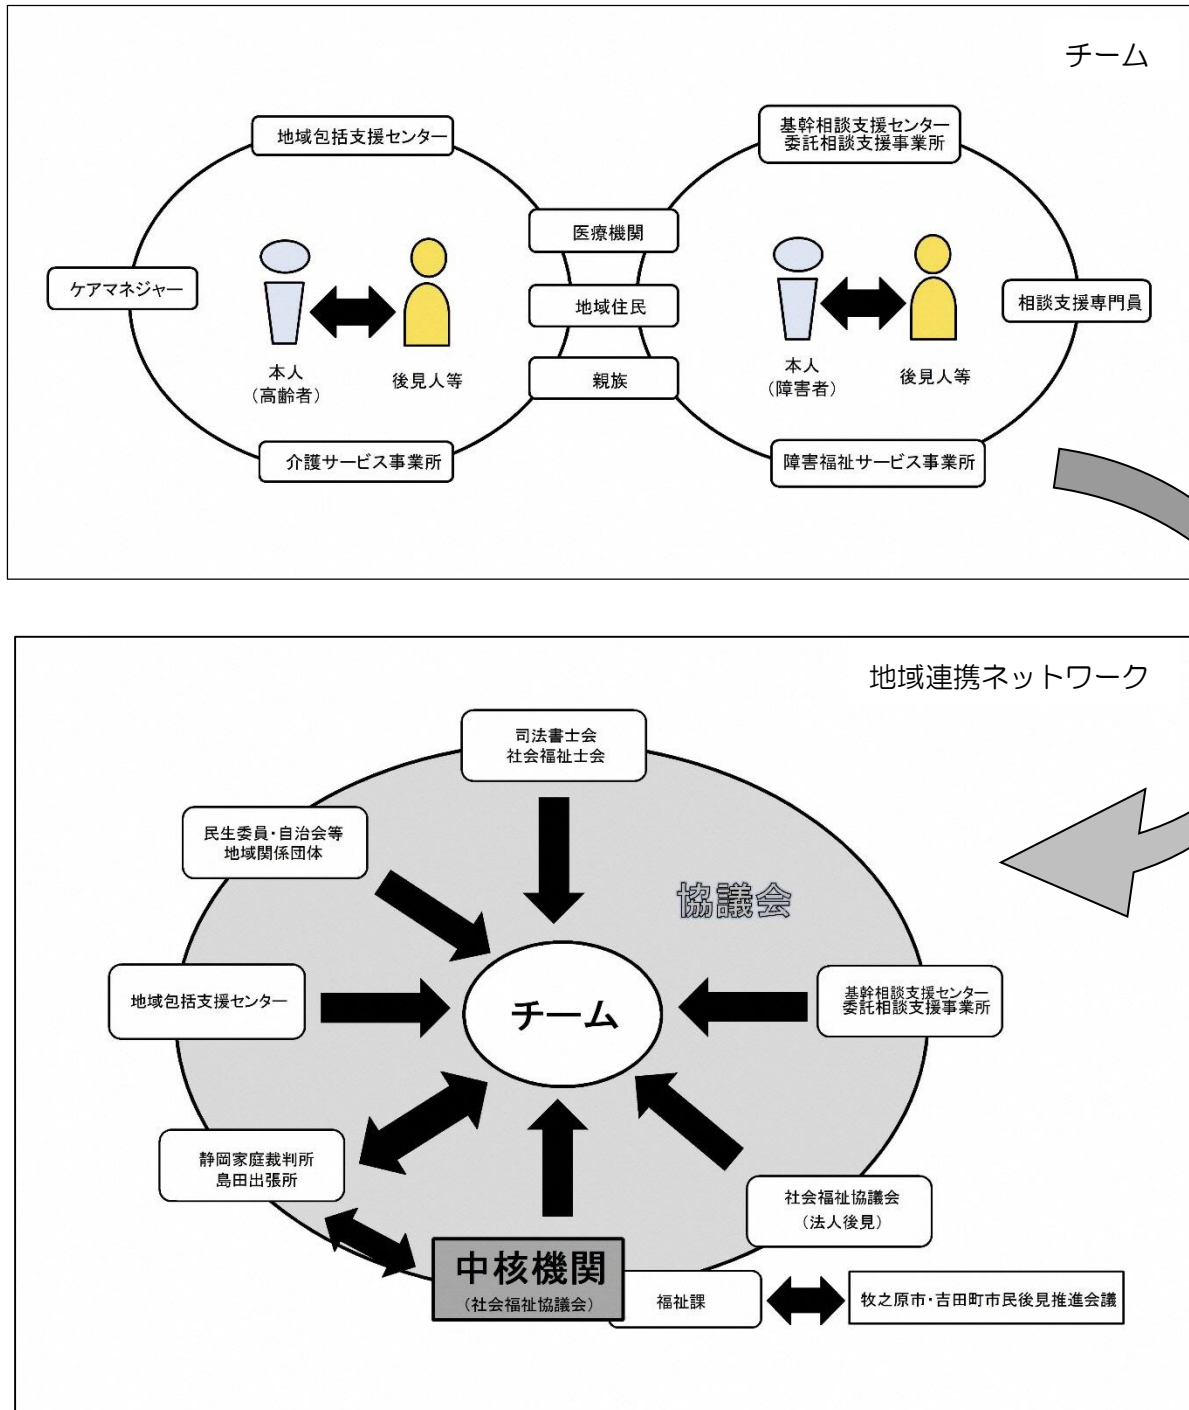 チーム
地域包括支援センター
基幹相談支援センター
委託相談支援事業所
医療機関
ケアマネジャー
地域住民
相談支援専門員
親族
本人
(高齢者)
後見人等
本人
(障害者)
後見人等
介護サービス事業所
障害福祉サービス事業所
地域連携ネットワーク
司法書士会
社会福祉士会
民生委員・自治会等
地域関係団体
協議会
地域包括支援センター
チーム
基幹相談支援センター
委託相談支援事業所
静岡家庭裁判所
島田出張所
社会福祉協議会
(法人後見)
中核機関
(社会福祉協議会)
福祉課
牧之原市・吉田町市民後見推進会議